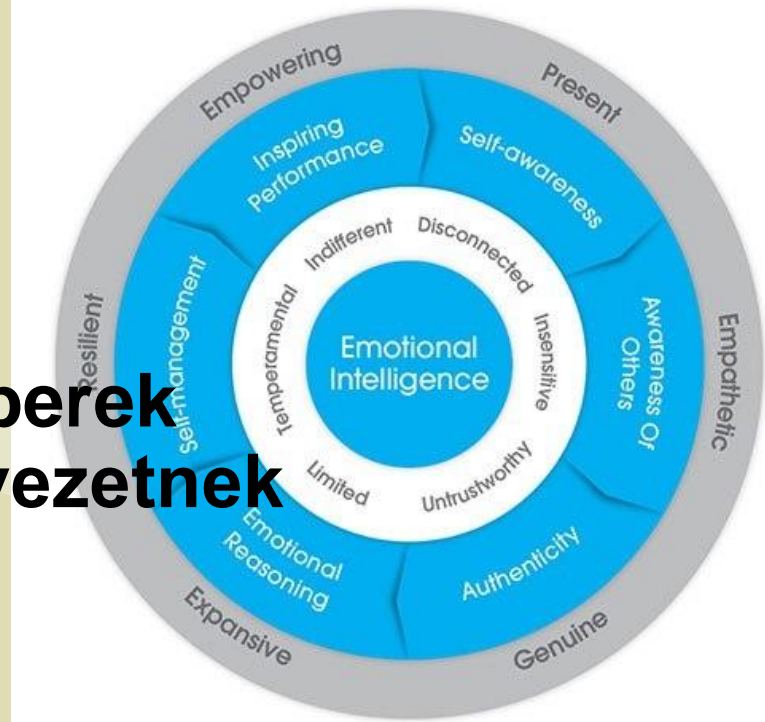 Empowering
Present
Inspiring
Performance
Self-awareness
Indifferent
Disconnected
Resilient
Self-management
Temperamental
Emotional
Intelligence
Insensitive
Awareness Of
Others
Empathetic
perek
vezetnek
Limited
Untrustworthy
Emotional
Reasoning
Authenticity
Expansive
Genuine